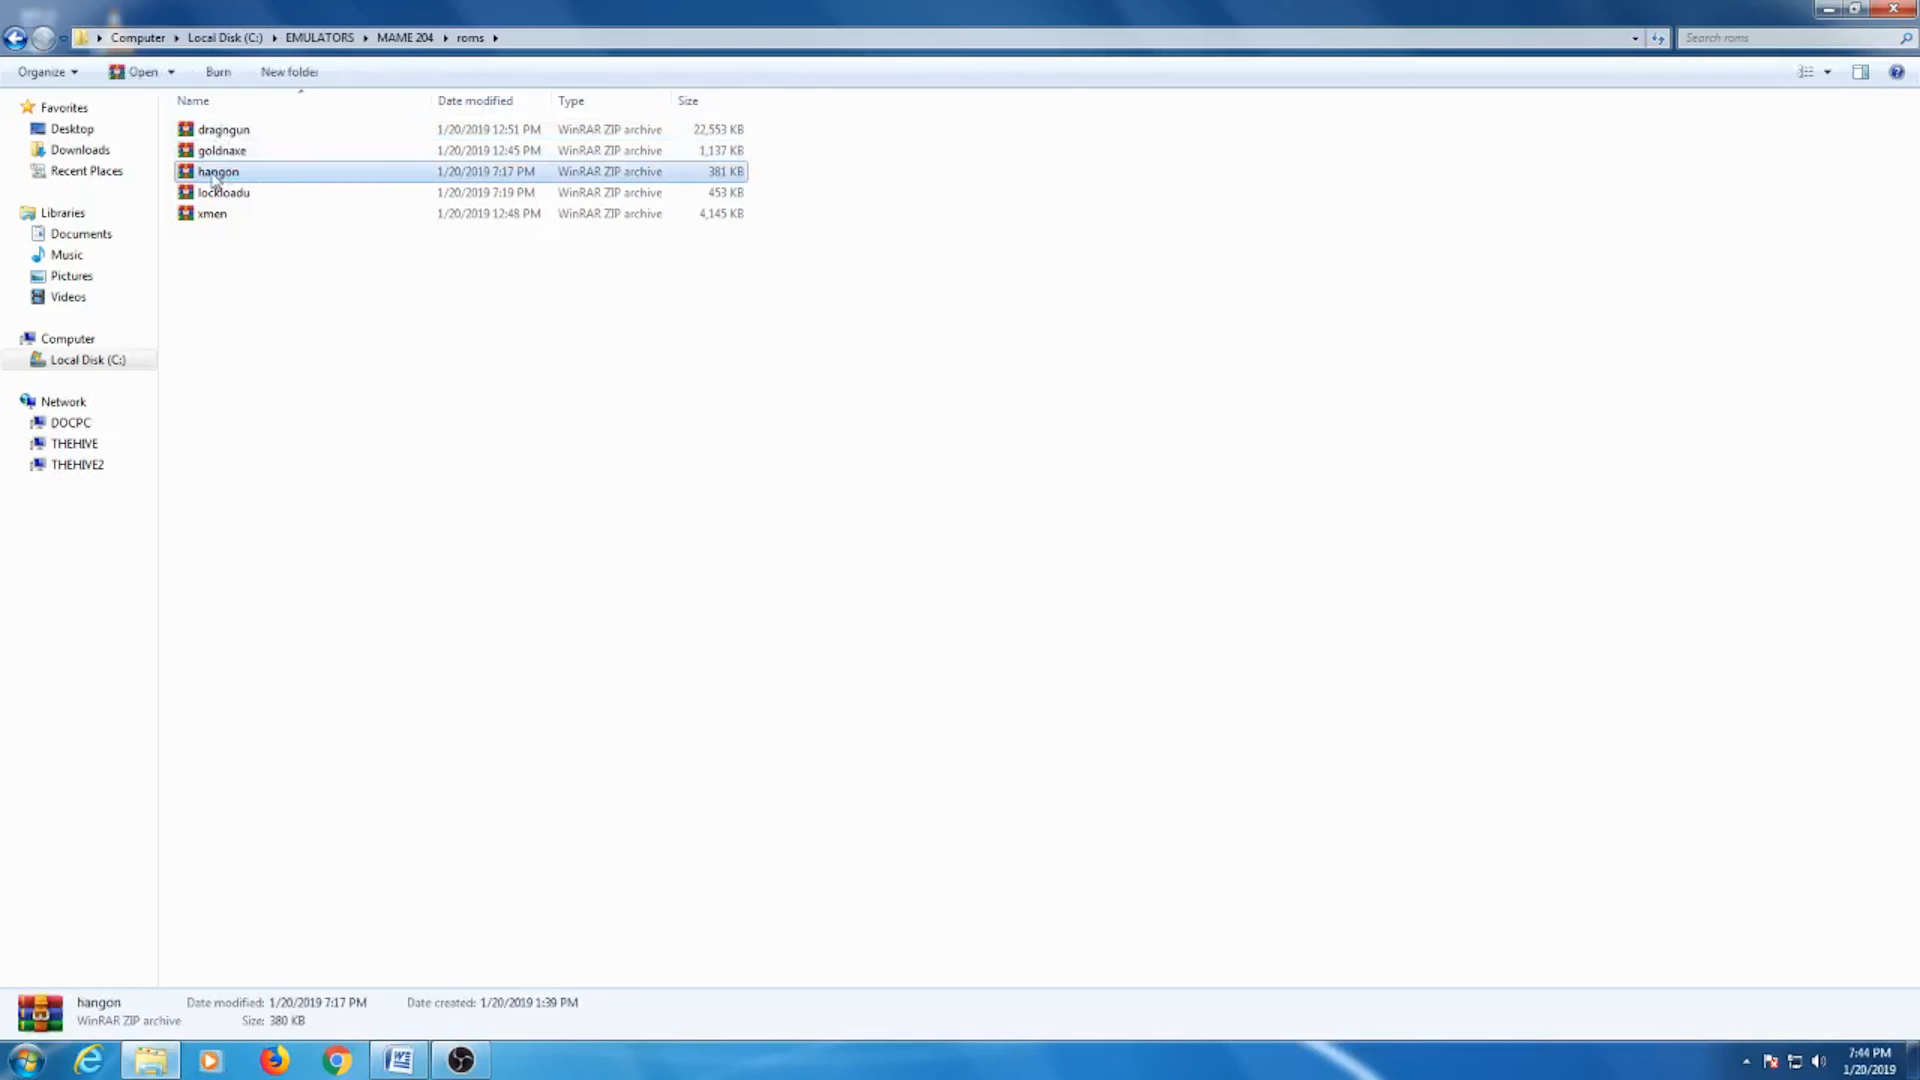 Computer Local Disk (C:) EMULATORS MAME 204 roms
Search roms
Organize Open Burn New folder
Name Date modified Type Size
Favorites
Desktop
Downloads
Recent Places
Libraries
Documents
Music
Pictures
Videos
Computer
Local Disk (C:)
Network
DOCPC
THEHIVE
THEHIVE2
dragngun 1/20/2019 12:51 PM WinRAR ZIP archive 22,553 KB
goldnaxe 1/20/2019 12:45 PM WinRAR ZIP archive 1,137 KB
hangon 1/20/2019 7:17 PM WinRAR ZIP archive 381 KB
lockloadu 1/20/2019 7:19 PM WinRAR ZIP archive 453 KB
xmen 1/20/2019 12:48 PM WinRAR ZIP archive 4,145 KB
hangon Date modified: 1/20/2019 7:17 PM Date created: 1/20/2019 1:39 PM
WinRAR ZIP archive Size: 380 KB
7:44 PM
1/20/2019